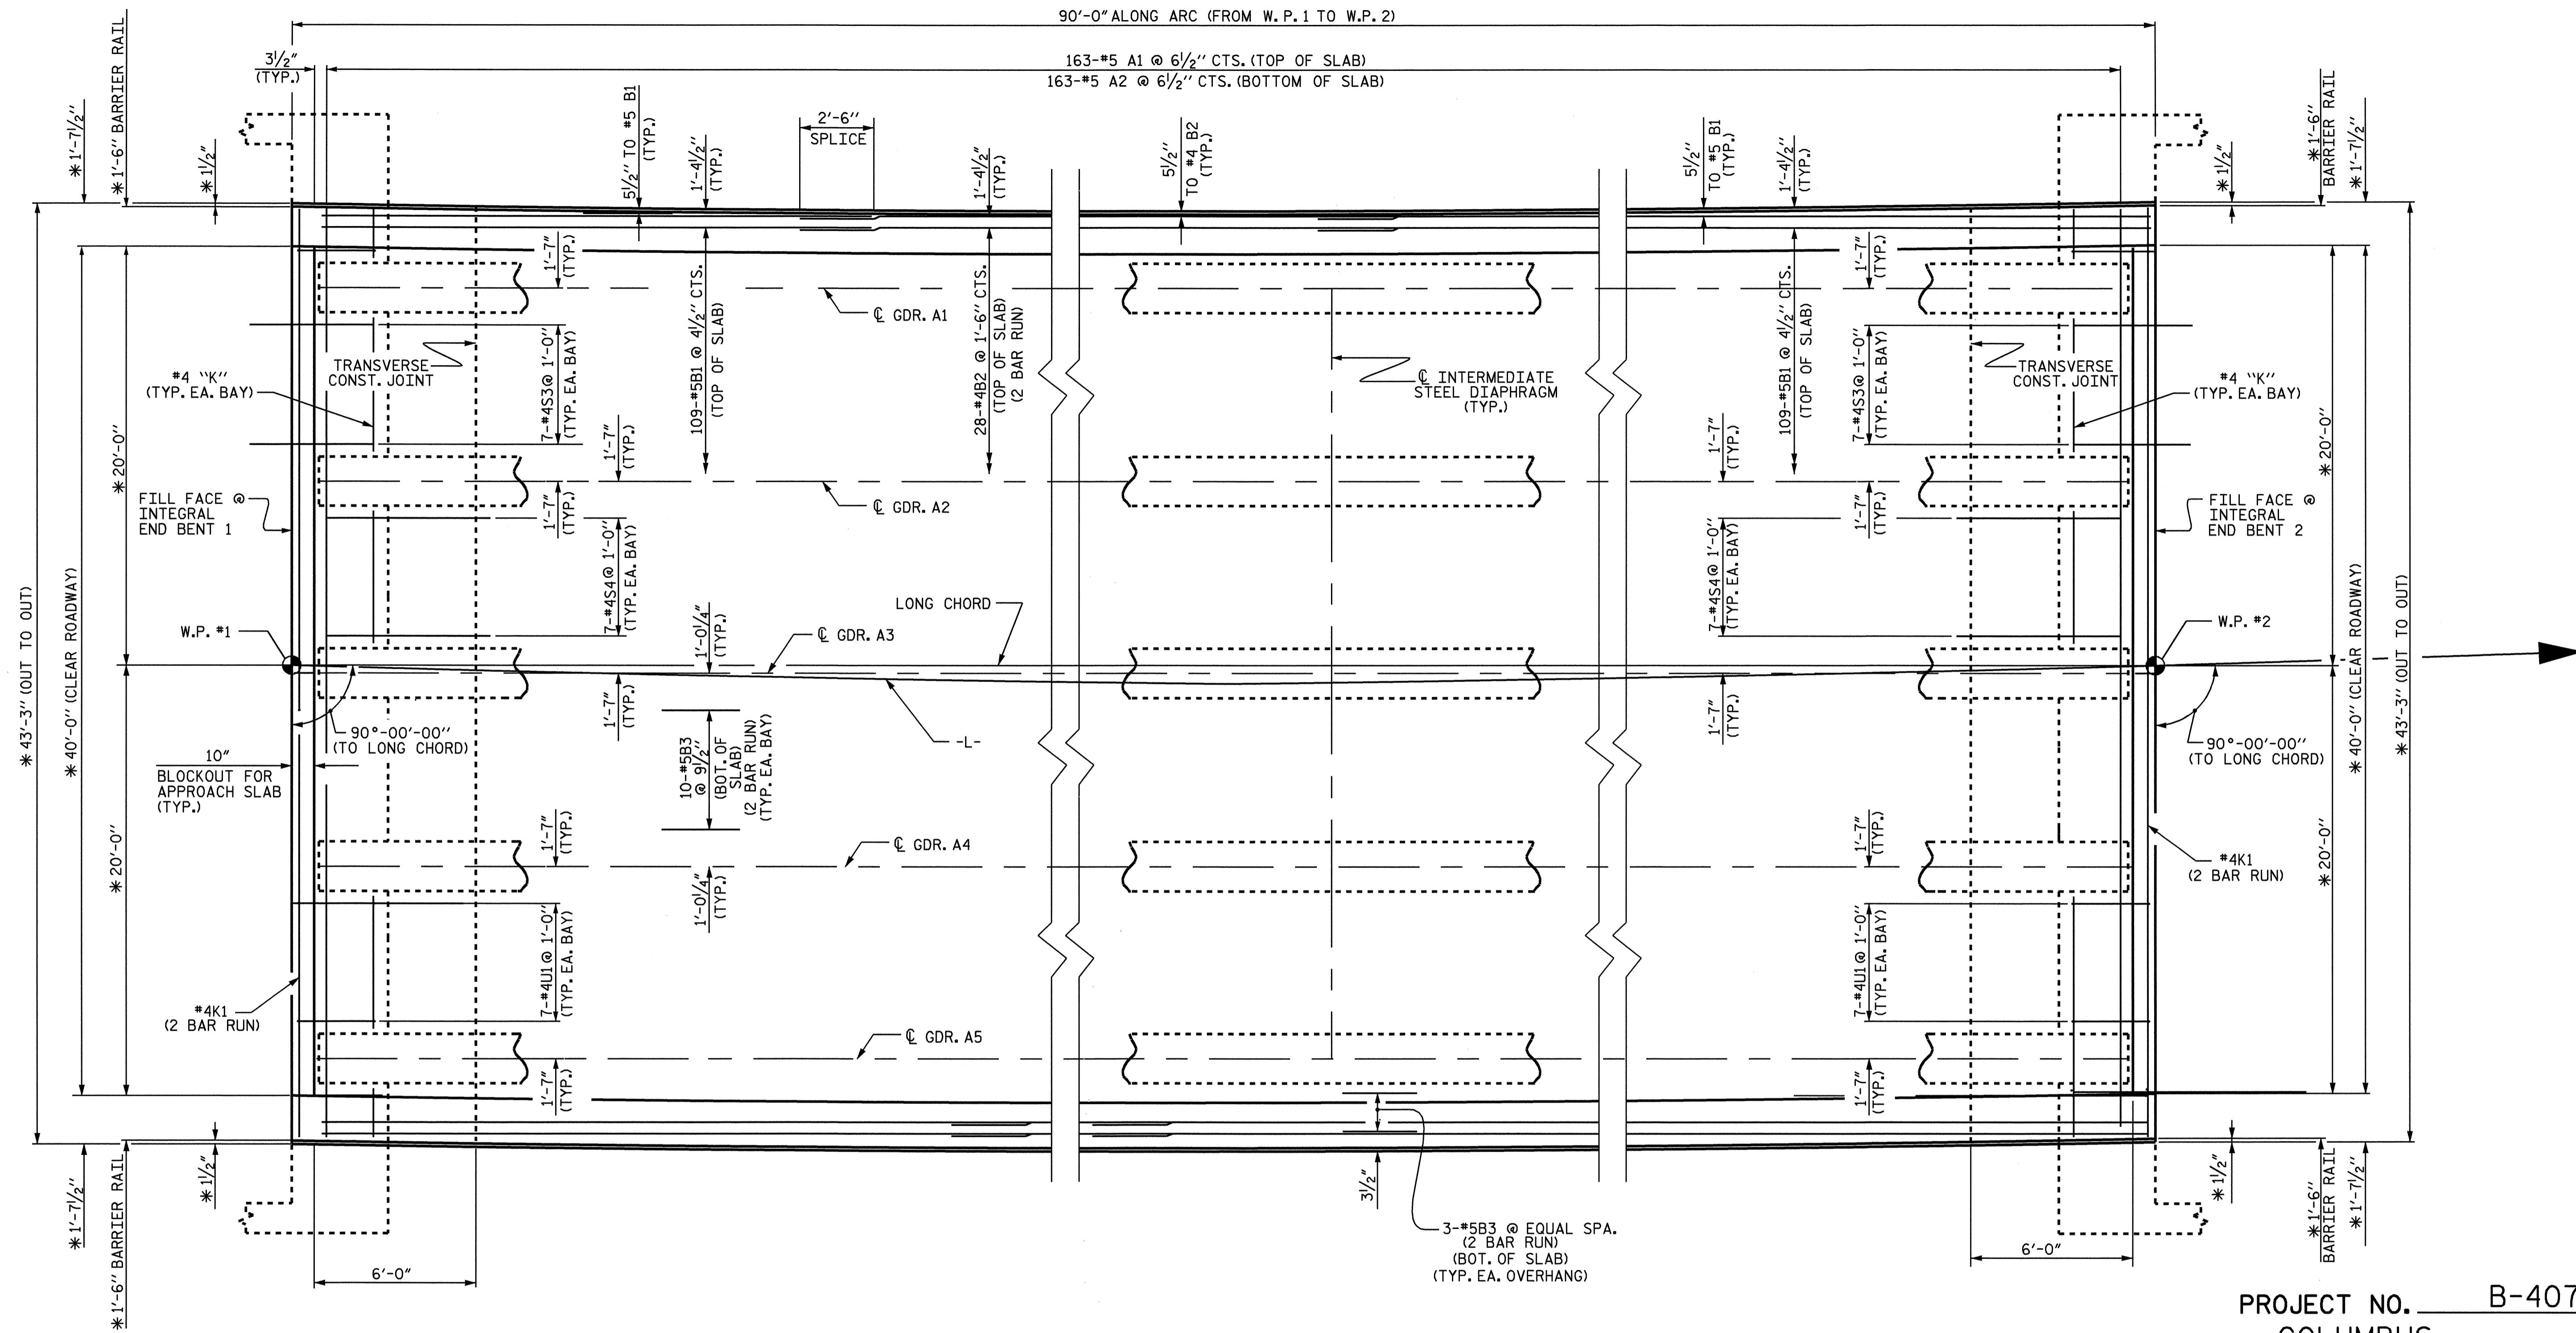 90'-0" ALONG ARC (FROM W.P. 1 TO W.P. 2)
3½"
(TYP.)
163-#5 A1 @ 6½" CTS. (TOP OF SLAB)
163-#5 A2 @ 6½" CTS. (BOTTOM OF SLAB)
*1'-7½"
*1'-6" BARRIER RAIL
*1½"
5½" TO #5 B1
(TYP.)
1'-4½"
(TYP.)
2'-6"
SPLICE
1'-4½"
(TYP.)
5½"
TO #4 B2
(TYP.)
5½"
TO #5 B1
(TYP.)
1'-4½"
(TYP.)
*1½"
*1'-6"
BARRIER RAIL
*1'-7½"
1'-7"
(TYP.)
109-#5B1 @ 4½" CTS.
(TOP OF SLAB)
28-#4B2 @ 1'-6" CTS.
(TOP OF SLAB)
(2 BAR RUN)
109-#5B1 @ 4½" CTS.
(TOP OF SLAB)
1'-7"
(TYP.)
℄ GDR. A1
TRANSVERSE
CONST. JOINT
#4 "K"
(TYP. EA. BAY)
7-#4S3@ 1'-0"
(TYP. EA. BAY)
℄ INTERMEDIATE
STEEL DIAPHRAGM
(TYP.)
7-#4S3@ 1'-0"
(TYP. EA. BAY)
TRANSVERSE
CONST. JOINT
#4 "K"
(TYP. EA. BAY)
*20'-0"
1'-7"
(TYP.)
1'-7"
(TYP.)
*20'-0"
FILL FACE @
INTEGRAL
END BENT 1
1'-7"
(TYP.)
℄ GDR. A2
1'-7"
(TYP.)
FILL FACE @
INTEGRAL
END BENT 2
7-#4S4@ 1'-0"
(TYP. EA. BAY)
7-#4S4@ 1'-0"
(TYP. EA. BAY)
*43'-3" (OUT TO OUT)
*40'-0" (CLEAR ROADWAY)
W.P. #1
1'-0¼"
(TYP.)
℄ GDR. A3
LONG CHORD
W.P. #2
*40'-0" (CLEAR ROADWAY)
*43'-3" (OUT TO OUT)
1'-7"
(TYP.)
1'-7"
(TYP.)
90°-00'-00"
(TO LONG CHORD)
10-#5B3
@ 9½"
(BOT. OF
SLAB)
(2 BAR RUN)
(TYP. EA. BAY)
-L-
90°-00'-00"
(TO LONG CHORD)
10"
BLOCKOUT FOR
APPROACH SLAB
(TYP.)
*20'-0"
1'-7"
(TYP.)
1'-0¼"
(TYP.)
℄ GDR. A4
1'-7"
(TYP.)
#4K1
(2 BAR RUN)
*20'-0"
7-#4U1@ 1'-0"
(TYP. EA. BAY)
7-#4U1@ 1'-0"
(TYP. EA. BAY)
#4K1
(2 BAR RUN)
℄ GDR. A5
1'-7"
(TYP.)
1'-7"
(TYP.)
*1'-7½"
*1'-6" BARRIER RAIL
*1½"
3½"
*1½"
*1'-6"
BARRIER RAIL
*1'-7½"
3-#5B3 @ EQUAL SPA.
(2 BAR RUN)
(BOT. OF SLAB)
(TYP. EA. OVERHANG)
6'-0"
6'-0"
PROJECT NO. B-407
COLUMBUS